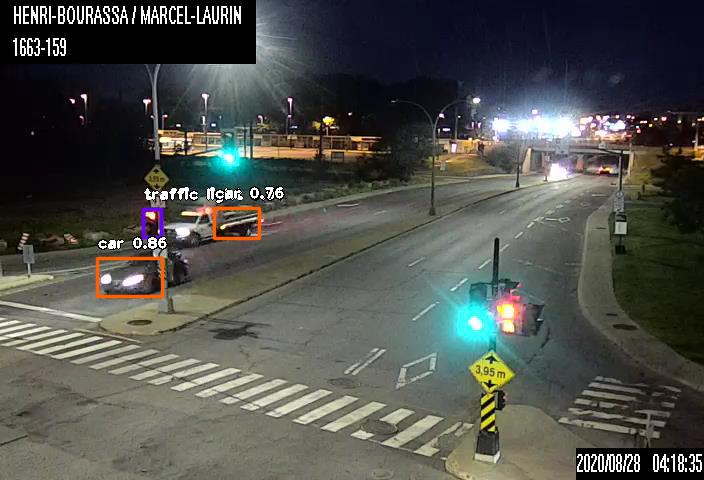 HENRI-BOURASSA / MARCEL-LAURIN
1663-159
traffic car 0.76
car 0.86
3,95 m
2020/08/28 04:18:35